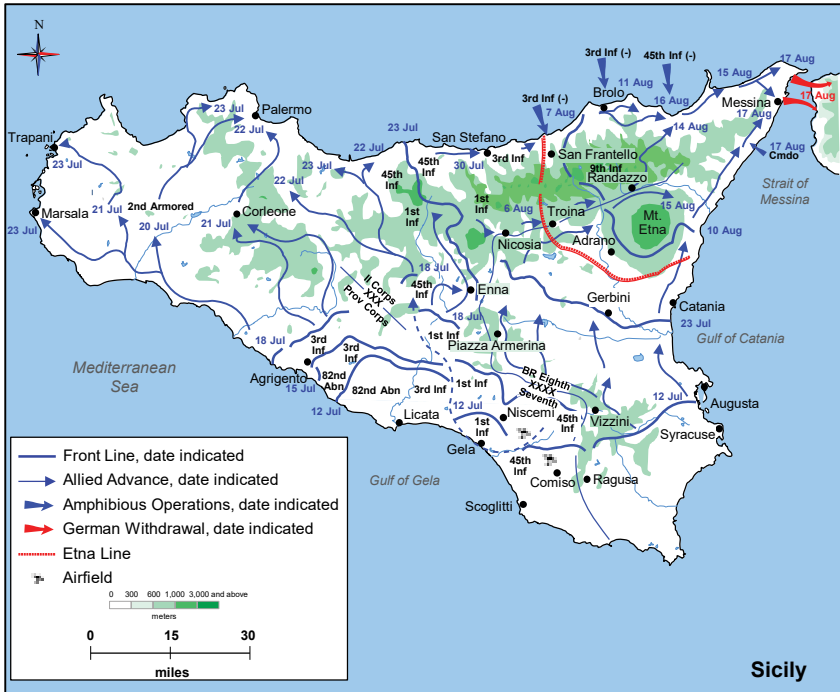 N
3rd Inf (-)
45th Inf (-)
17 Aug
15 Aug
11 Aug
Brolo
16 Aug
Messina
17 Aug
17 Aug
3rd Inf (-)
7 Aug
23 Jul
Palermo
22 Jul
23 Jul
San Stefano
14 Aug
17 Aug
Cmdo
Trapani
23 Jul
22 Jul
23 Jul
45th
Inf
30 Jul
3rd Inf
San Frantello
9th Inf
Randazzo
Strait of
Messina
45th
Inf
22 Jul
1st
Inf
1st
Inf
6 Aug
15 Aug
Marsala
23 Jul
21 Jul
2nd Armored
20 Jul
Corleone
21 Jul
Troina
Mt.
Etna
10 Aug
Nicosia
Adrano
18 Jul
II Corps
XXX
Prov Corps
45th
Inf
Enna
Gerbini
Catania
23 Jul
Gulf of Catania
18 Jul
Piazza Armerina
18 Jul
3rd
Inf
3rd
Inf
1st Inf
Mediterranean
Sea
Agrigento
15 Jul
82nd
Abn
82nd Abn
3rd Inf
1st Inf
BR Eighth
XXXX
Seventh
12 Jul
Licata
12 Jul
Niscemi
45th
Inf
Vizzini
12 Jul
Augusta
Syracuse
1st
Inf
Gela
45th
Inf
Comiso
Ragusa
Gulf of Gela
Scoglitti
Front Line, date indicated
Allied Advance, date indicated
Amphibious Operations, date indicated
German Withdrawal, date indicated
Etna Line
Airfield
0 300 600 1,000 3,000 and above
meters
0 15 30
miles
Sicily